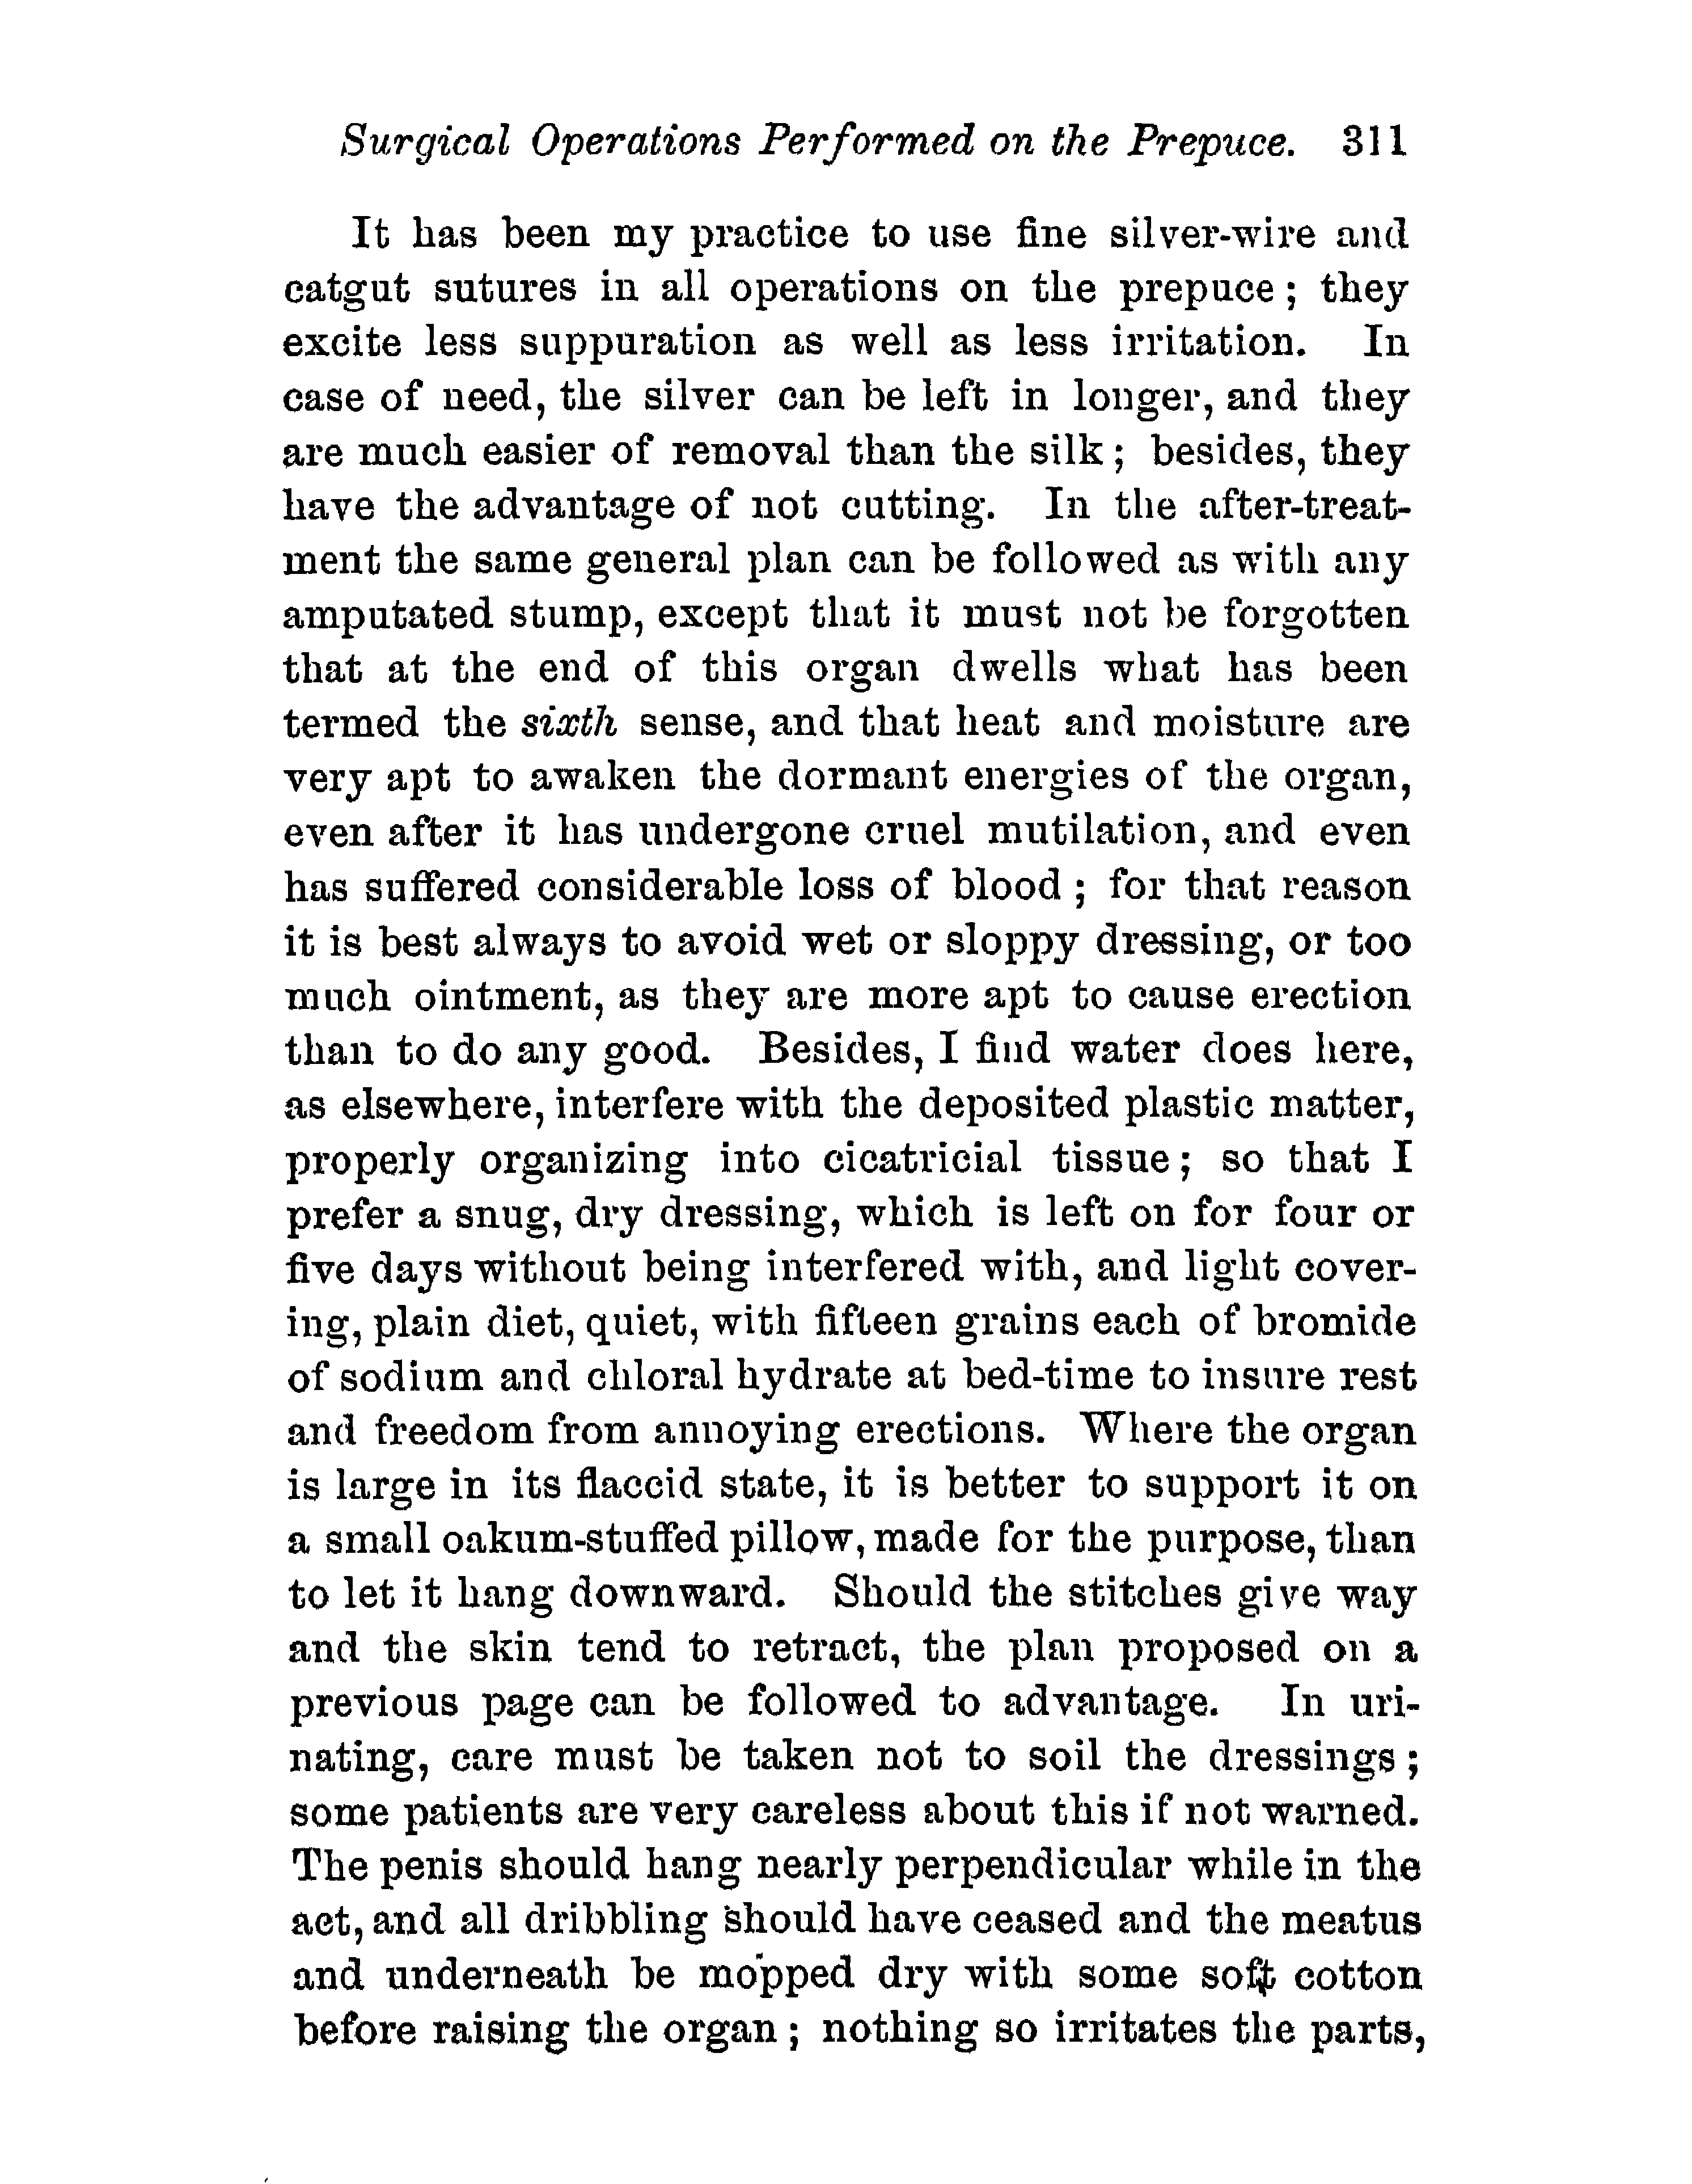 Surgical Operations Performed on the Prepuce. 311
It has been my practice to use fine silver-wire and
catgut sutures in all operations on the prepuce; they
excite less suppuration as well as less irritation. In
case of need, the silver can be left in longer, and they
are much easier of removal than the silk; besides, they
have the advantage of not cutting. In the after-treat-
ment the same general plan can be followed as with any
amputated stump, except that it must not be forgotten
that at the end of this organ dwells what has been
termed the sixth sense, and that heat and moisture are
very apt to awaken the dormant energies of the organ,
even after it has undergone cruel mutilation, and even
has suffered considerable loss of blood; for that reason
it is best always to avoid wet or sloppy dressing, or too
much ointment, as they are more apt to cause erection
than to do any good. Besides, I find water does here,
as elsewhere, interfere with the deposited plastic matter,
properly organizing into cicatricial tissue; so that I
prefer a snug, dry dressing, which is left on for four or
five days without being interfered with, and light cover-
ing, plain diet, quiet, with fifteen grains each of bromide
of sodium and chloral hydrate at bed-time to insure rest
and freedom from annoying erections. Where the organ
is large in its flaccid state, it is better to support it on
a small oakum-stuffed pillow, made for the purpose, than
to let it hang downward. Should the stitches give way
and the skin tend to retract, the plan proposed on a
previous page can be followed to advantage. In uri-
nating, care must be taken not to soil the dressings;
some patients are very careless about this if not warned.
The penis should hang nearly perpendicular while in the
act, and all dribbling should have ceased and the meatus
and underneath be mopped dry with some soft cotton
before raising the organ; nothing so irritates the parts,